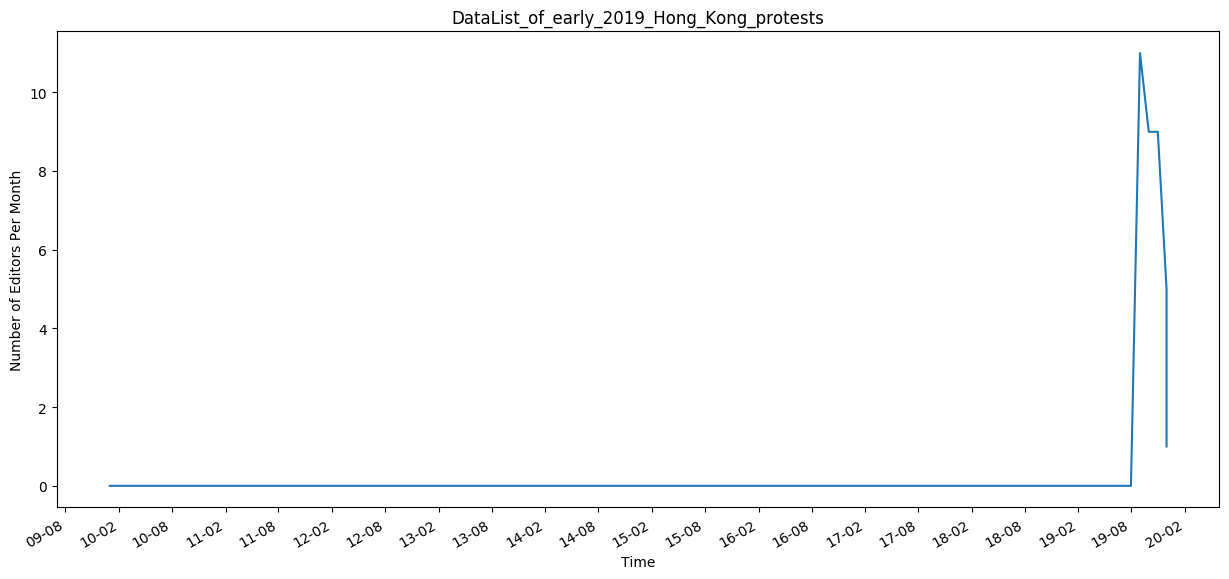 DataList_of_early_2019_Hong_Kong_protests
Number of Editors Per Month
10
8
6
4
2
0
09-08 10-02 10-08 11-02 11-08 12-02 12-08 13-02 13-08 14-02 14-08 15-02 15-08 16-02 16-08 17-02 17-08 18-02 18-08 19-02 19-08 20-02
Time